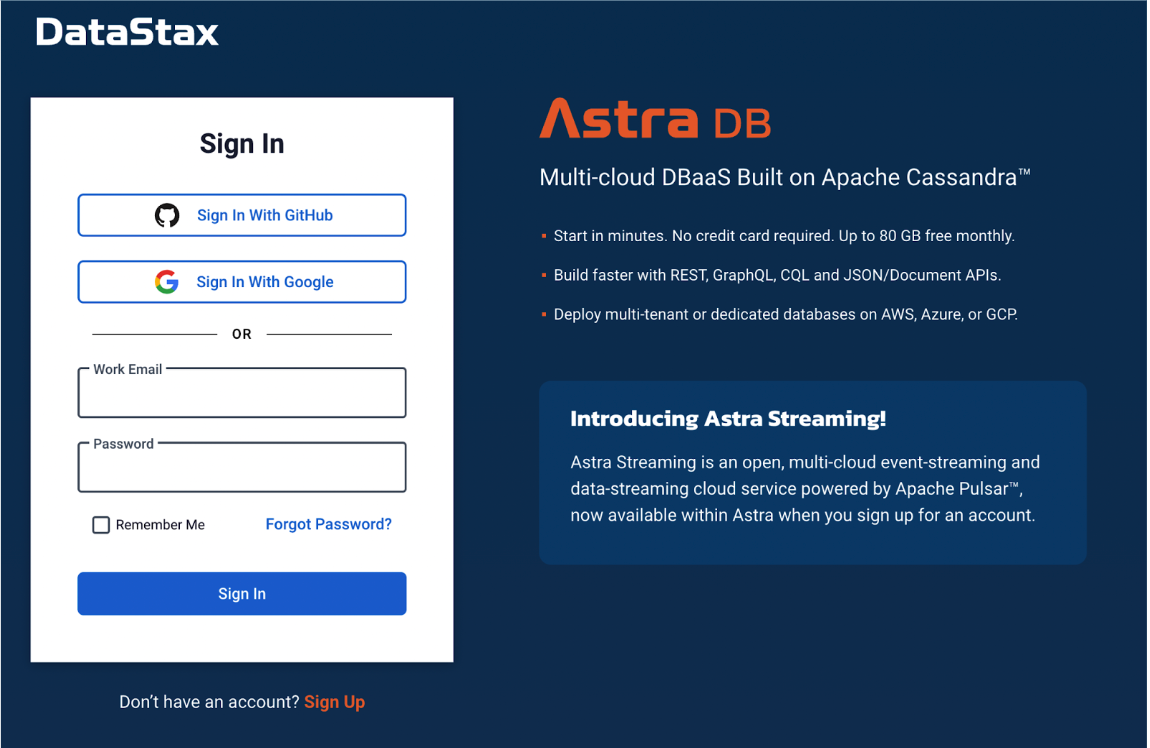 DataStax
Sign In
Sign In With GitHub
Sign In With Google
OR
Work Email
Password
Remember Me
Forgot Password?
Sign In
Don't have an account? Sign Up
Astra DB
Multi-cloud DBaaS Built on Apache Cassandra™
▪ Start in minutes. No credit card required. Up to 80 GB free monthly.
▪ Build faster with REST, GraphQL, CQL and JSON/Document APIs.
▪ Deploy multi-tenant or dedicated databases on AWS, Azure, or GCP.
Introducing Astra Streaming!
Astra Streaming is an open, multi-cloud event-streaming and
data-streaming cloud service powered by Apache Pulsar™,
now available within Astra when you sign up for an account.